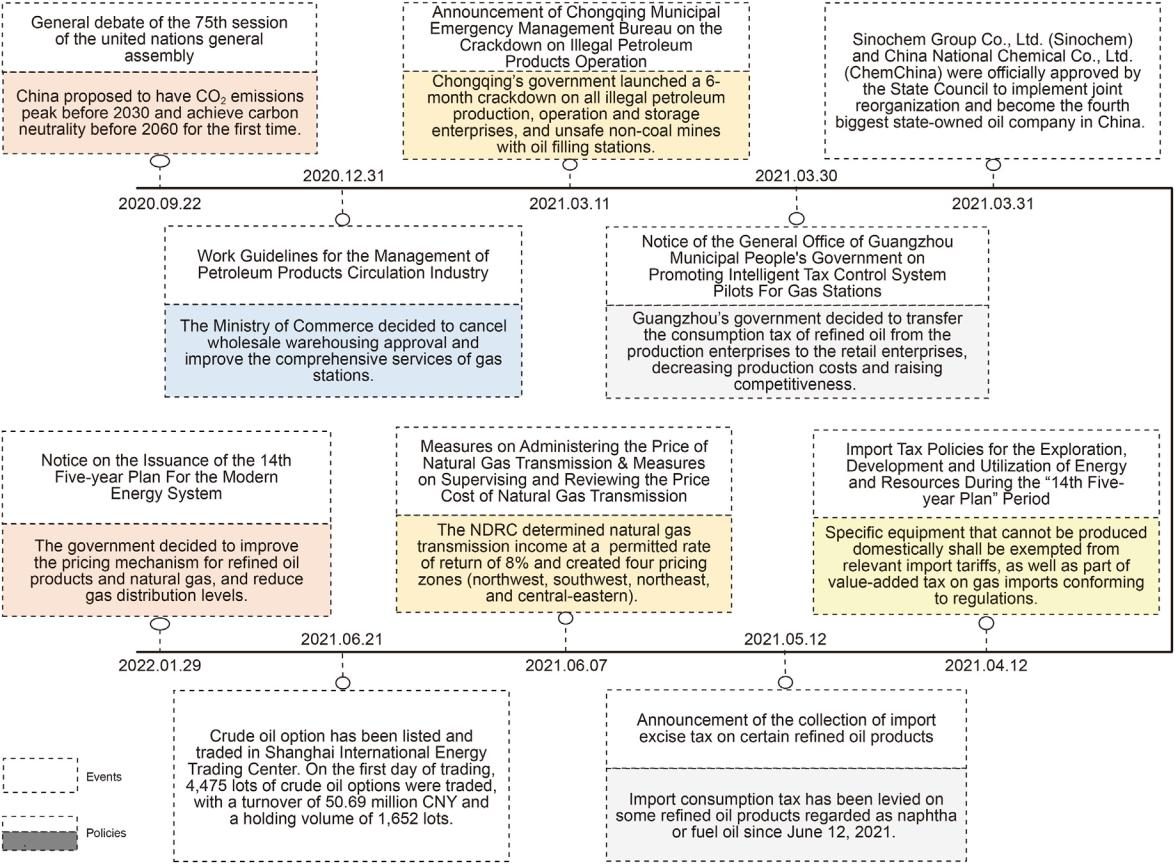 General debate of the 75th session
of the united nations general
assembly
China proposed to have CO₂ emissions
peak before 2030 and achieve carbon
neutrality before 2060 for the first time.
Announcement of Chongqing Municipal
Emergency Management Bureau on the
Crackdown on Illegal Petroleum
Products Operation
Chongqing's government launched a 6-
month crackdown on all illegal petroleum
production, operation and storage
enterprises, and unsafe non-coal mines
with oil filling stations.
Sinochem Group Co., Ltd. (Sinochem)
and China National Chemical Co., Ltd.
(ChemChina) were officially approved by
the State Council to implement joint
reorganization and become the fourth
biggest state-owned oil company in China.
2020.12.31
2021.03.30
2020.09.22
2021.03.11
2021.03.31
Work Guidelines for the Management of
Petroleum Products Circulation Industry
The Ministry of Commerce decided to cancel
wholesale warehousing approval and
improve the comprehensive services of gas
stations.
Notice of the General Office of Guangzhou
Municipal People's Government on
Promoting Intelligent Tax Control System
Pilots For Gas Stations
Guangzhou's government decided to transfer
the consumption tax of refined oil from the
production enterprises to the retail enterprises,
decreasing production costs and raising
competitiveness.
Notice on the Issuance of the 14th
Five-year Plan For the Modern
Energy System
The government decided to improve
the pricing mechanism for refined oil
products and natural gas, and reduce
gas distribution levels.
Measures on Administering the Price of
Natural Gas Transmission & Measures
on Supervising and Reviewing the Price
Cost of Natural Gas Transmission
The NDRC determined natural gas
transmission income at a permitted rate
of return of 8% and created four pricing
zones (northwest, southwest, northeast,
and central-eastern).
Import Tax Policies for the Exploration,
Development and Utilization of Energy
and Resources During the “14th Five-
year Plan” Period
Specific equipment that cannot be produced
domestically shall be exempted from
relevant import tariffs, as well as part of
value-added tax on gas imports conforming
to regulations.
2021.06.21
2021.05.12
2022.01.29
2021.06.07
2021.04.12
Crude oil option has been listed and
traded in Shanghai International Energy
Trading Center. On the first day of trading,
4,475 lots of crude oil options were traded,
with a turnover of 50.69 million CNY and
a holding volume of 1,652 lots.
Announcement of the collection of import
excise tax on certain refined oil products
Import consumption tax has been levied on
some refined oil products regarded as naphtha
or fuel oil since June 12, 2021.
Events
Policies